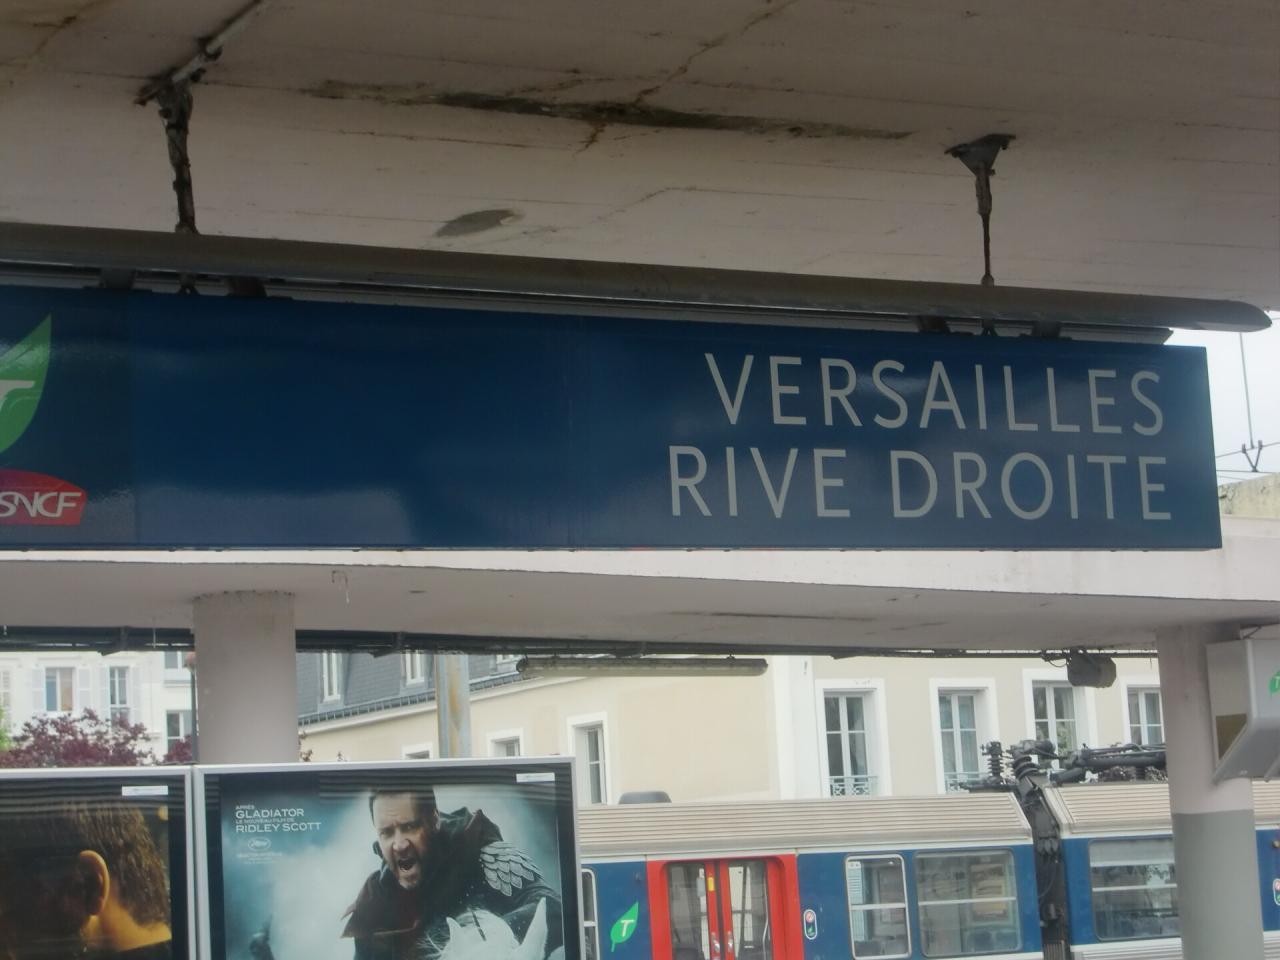 T
SNCF
VERSAILLES
RIVE DROITE
APRÈS
GLADIATOR
LE NOUVEAU FILM DE
RIDLEY SCOTT
T